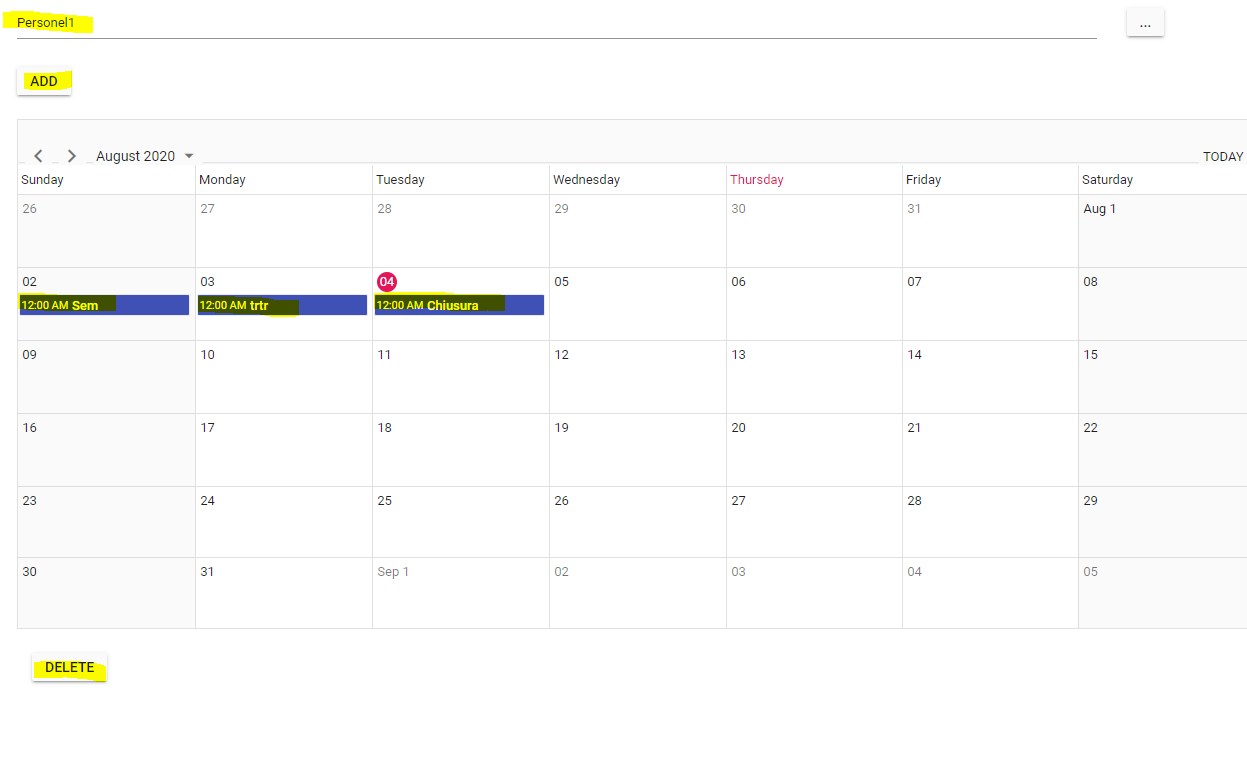 Personel1 ...
ADD
August 2020 TODAY
Sunday Monday Tuesday Wednesday Thursday Friday Saturday
26 27 28 29 30 31 Aug 1
02 03 04 05 06 07 08
12:00 AM Sem 12:00 AM trtr 12:00 AM Chiusura
09 10 11 12 13 14 15
16 17 18 19 20 21 22
23 24 25 26 27 28 29
30 31 Sep 1 02 03 04 05
DELETE